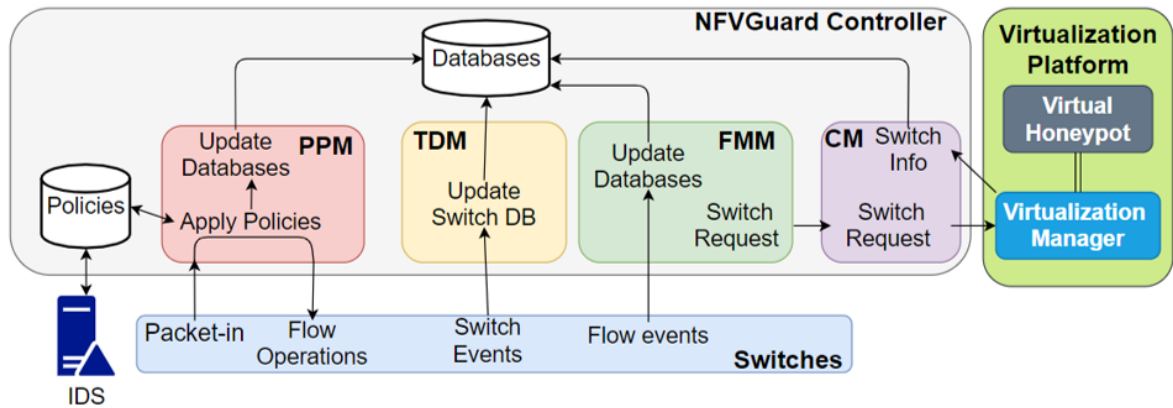 NFVGuard Controller
Virtualization
Platform
Databases
Virtual
Honeypot
Update
Databases
PPM
TDM
Update
Databases
FMM
CM
Switch
Info
Policies
Apply Policies
Update
Switch DB
Switch
Request
Switch
Request
Virtualization
Manager
Packet-in
Flow
Operations
Switch
Events
Flow events
Switches
IDS